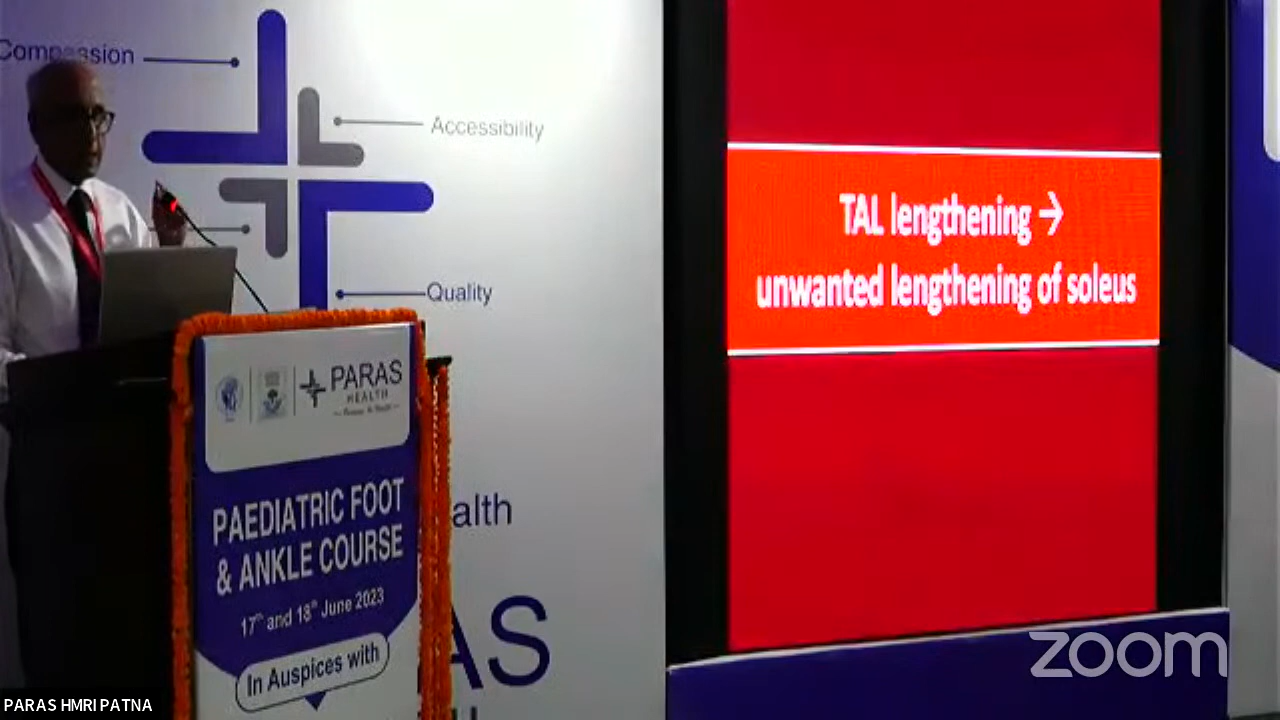 Compassion
Accessibility
Quality
TAL lengthening →
unwanted lengthening of soleus
PARAS
HEALTH
PAEDIATRIC FOOT
& ANKLE COURSE
17th and 18th June 2023
In Auspices with
alth
AS
zoom
PARAS HMRI PATNA